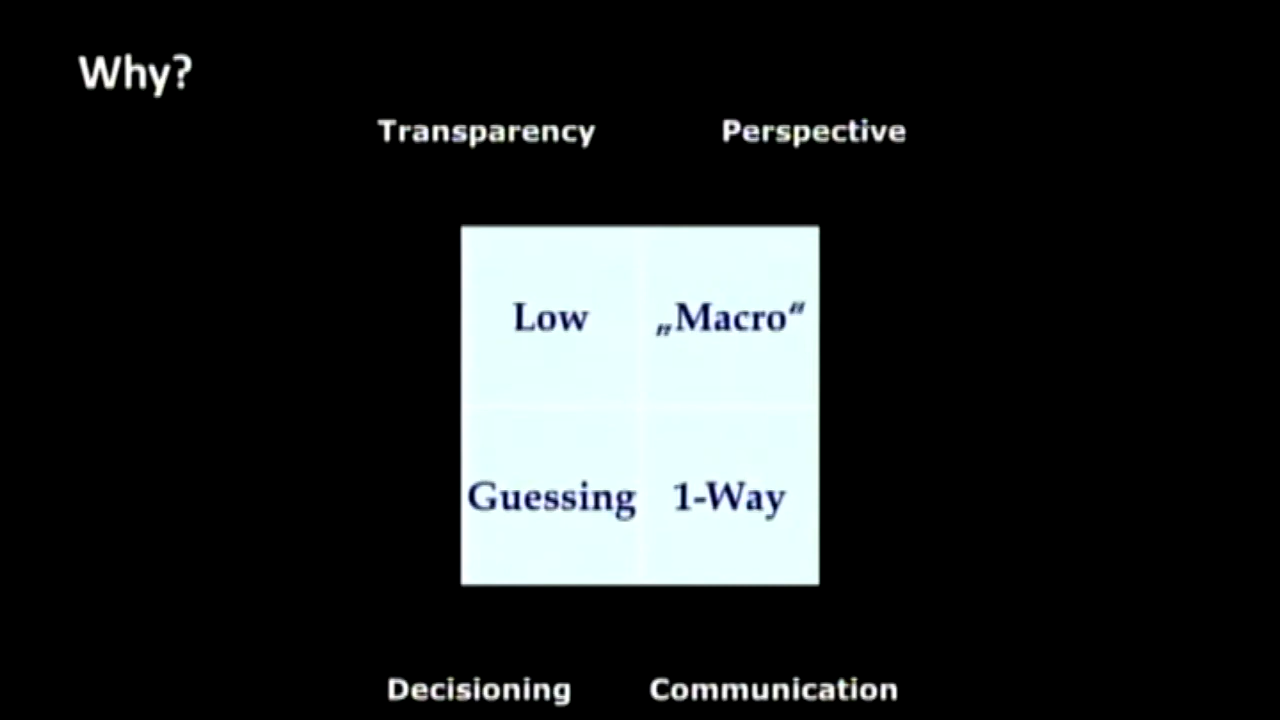 Why?
Transparency Perspective
Low „Macro“
Guessing 1-Way
Decisioning Communication